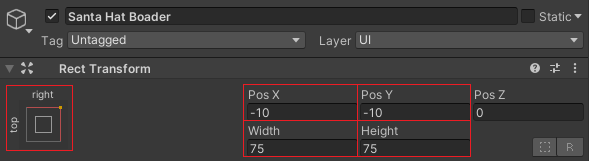 Santa Hat Boader
Static
Tag Untagged Layer UI
Rect Transform
right
top
Pos X Pos Y Pos Z
-10 -10 0
Width Height
75 75
R